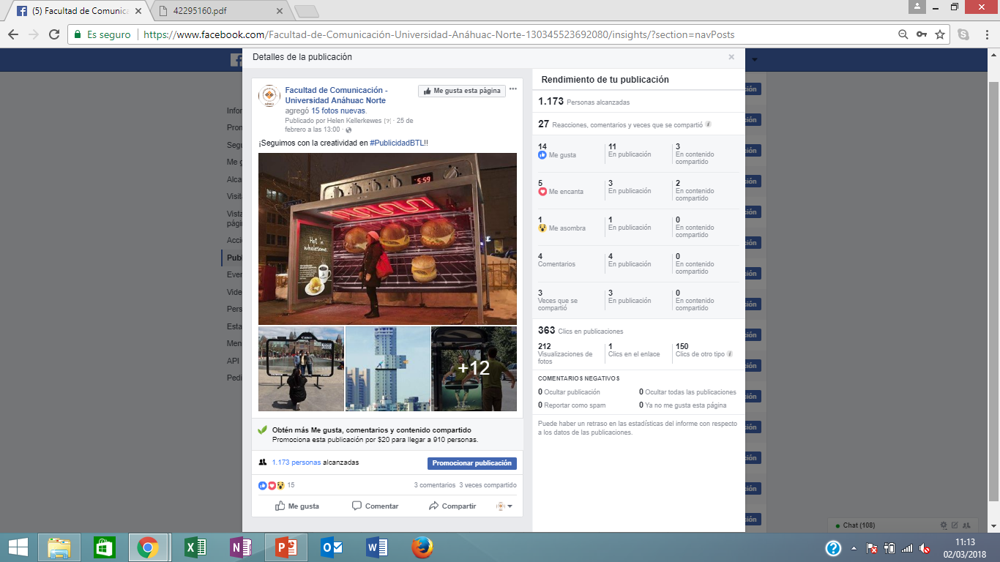 (5) Facultad de Comunica
42295160.pdf
Es seguro
https://www.facebook.com/Facultad-de-Comunicación-Universidad-Anáhuac-Norte-130345523692080/insights/?section=navPosts
Detalles de la publicación
Infor
Pron
Segu
Me g
Alca
Visita
Vista
págir
Acci
Publ
Ever
Vide
Pers
Esta
Men
API
Pedi
Facultad de Comunicación -
Universidad Anáhuac Norte
Me gusta esta página
agregó 15 fotos nuevas.
Publicado por Helen Kellerkewes [?] · 25 de
febrero a las 13:00 ·
¡Seguimos con la creatividad en #PublicidadBTL!!
5:59
Hot 'n
wholesome.
Canon
+12
Obtén más Me gusta, comentarios y contenido compartido
Promociona esta publicación por $20 para llegar a 910 personas.
1.173 personas alcanzadas
Promocionar publicación
15
3 comentarios 3 veces compartido
Me gusta
Comentar
Compartir
Rendimiento de tu publicación
1.173 Personas alcanzadas
27 Reacciones, comentarios y veces que se compartió
14
Me gusta
11
En publicación
3
En contenido
compartido
5
Me encanta
3
En publicación
2
En contenido
compartido
1
Me asombra
1
En publicación
0
En contenido
compartido
4
Comentarios
4
En publicación
0
En contenido
compartido
3
Veces que se
compartió
3
En publicación
0
En contenido
compartido
363 Clics en publicaciones
212
Visualizaciones de
fotos
1
Clics en el enlace
150
Clics de otro tipo
COMENTARIOS NEGATIVOS
0 Ocultar publicación
0 Ocultar todas las publicaciones
0 Reportar como spam
0 Ya no me gusta esta página
Puede haber un retraso en las estadísticas del informe con respecto
a los datos de las publicaciones.
Chat (108)
11:13
02/03/2018